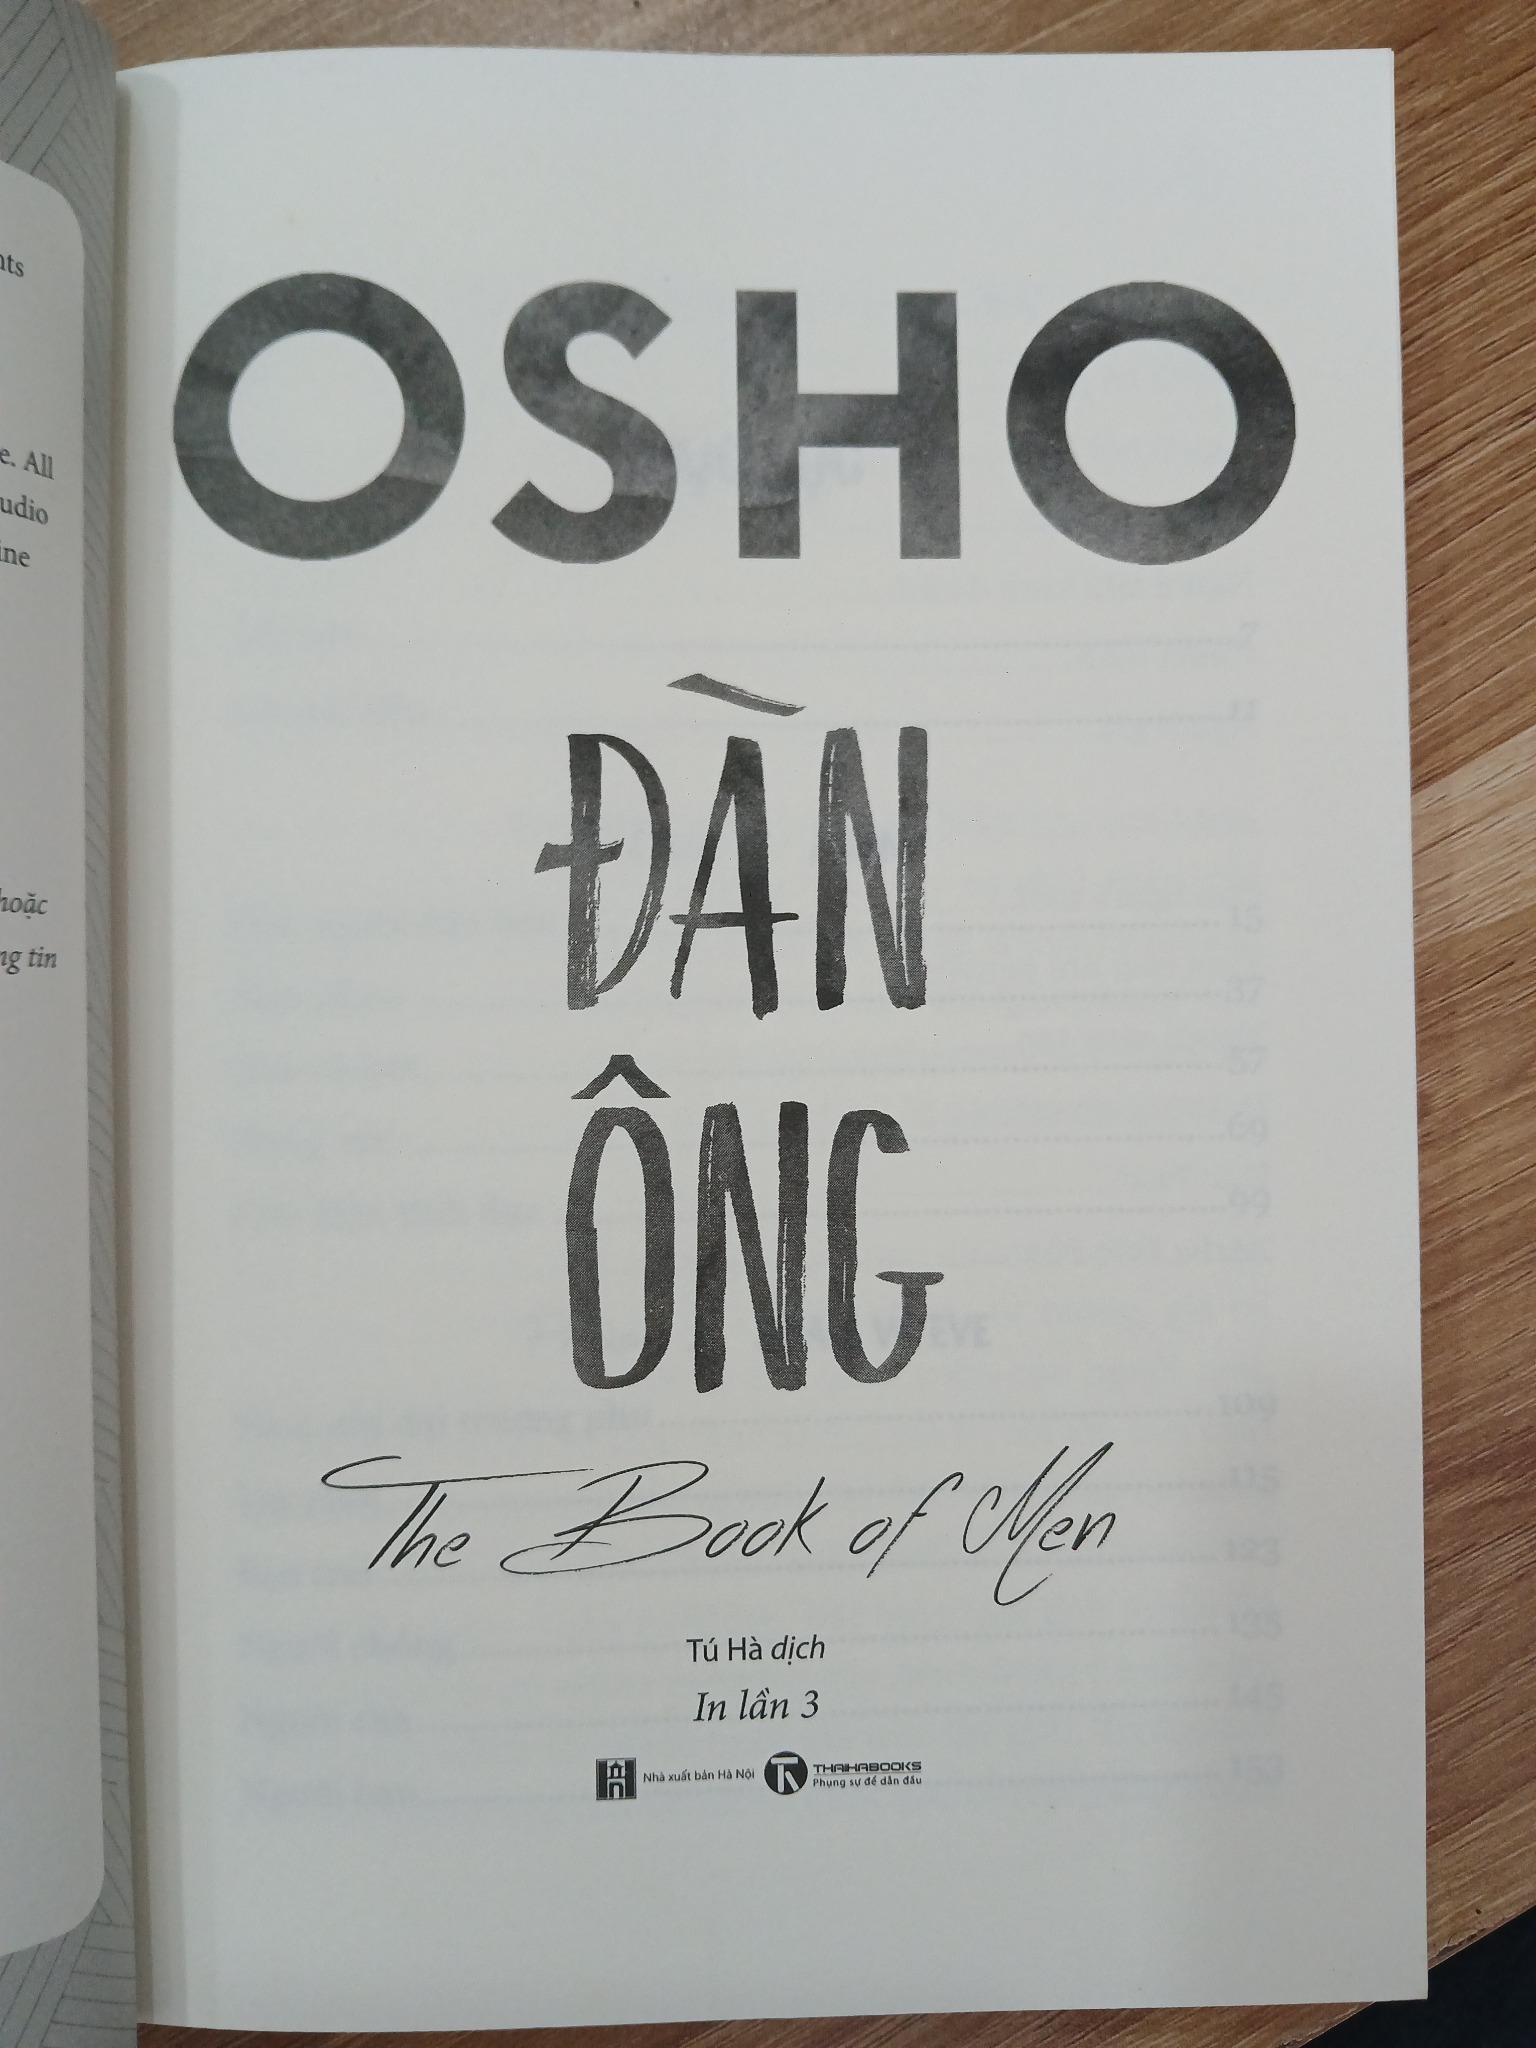 nts
e. All
udio
ine
hoặc
ng tin
OSHO
ĐÀN
ÔNG
The Book of Men
Tú Hà dịch
In lần 3
Nhà xuất bản Hà Nội
THAIHABOOKS
Phụng sự để dẫn đầu